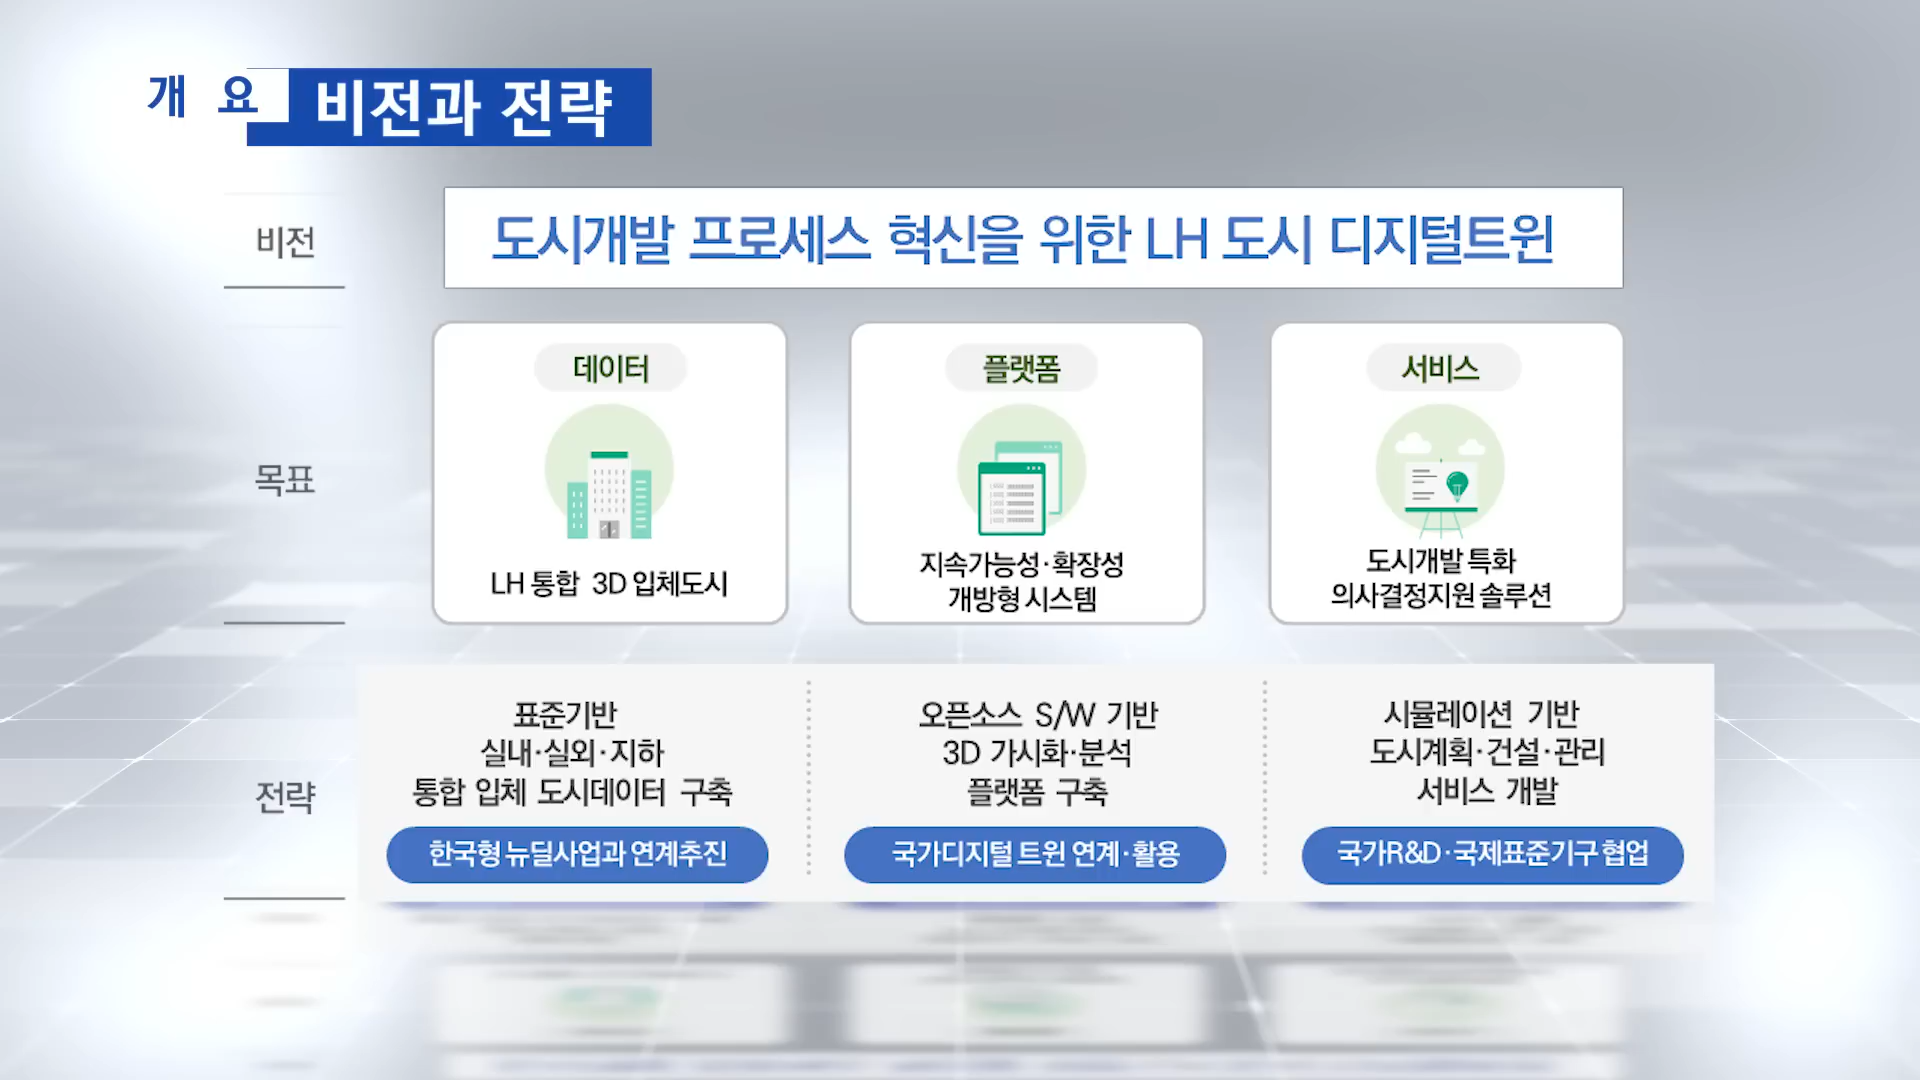 개 요
비전과 전략
비전
도시개발 프로세스 혁신을 위한 LH 도시 디지털트윈
목표
데이터
LH 통합 3D 입체도시
플랫폼
지속가능성·확장성
개방형 시스템
서비스
도시개발 특화
의사결정지원 솔루션
전략
표준기반
실내·실외·지하
통합 입체 도시데이터 구축
한국형 뉴딜사업과 연계추진
오픈소스 S/W 기반
3D 가시화·분석
플랫폼 구축
국가디지털 트윈 연계·활용
시뮬레이션 기반
도시계획·건설·관리
서비스 개발
국가R&D·국제표준기구 협업